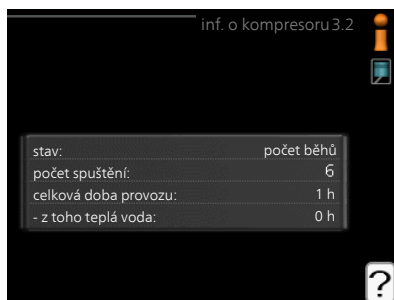 inf. o kompresoru 3.2
stav: počet běhů
počet spuštění: 6
celková doba provozu: 1 h
- z toho teplá voda: 0 h
?